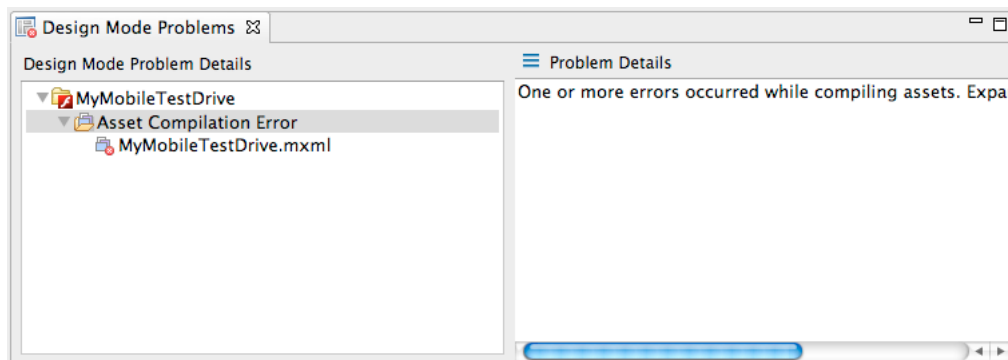 Design Mode Problems
Design Mode Problem Details
MyMobileTestDrive
Asset Compilation Error
MyMobileTestDrive.mxml
Problem Details
One or more errors occurred while compiling assets. Expa